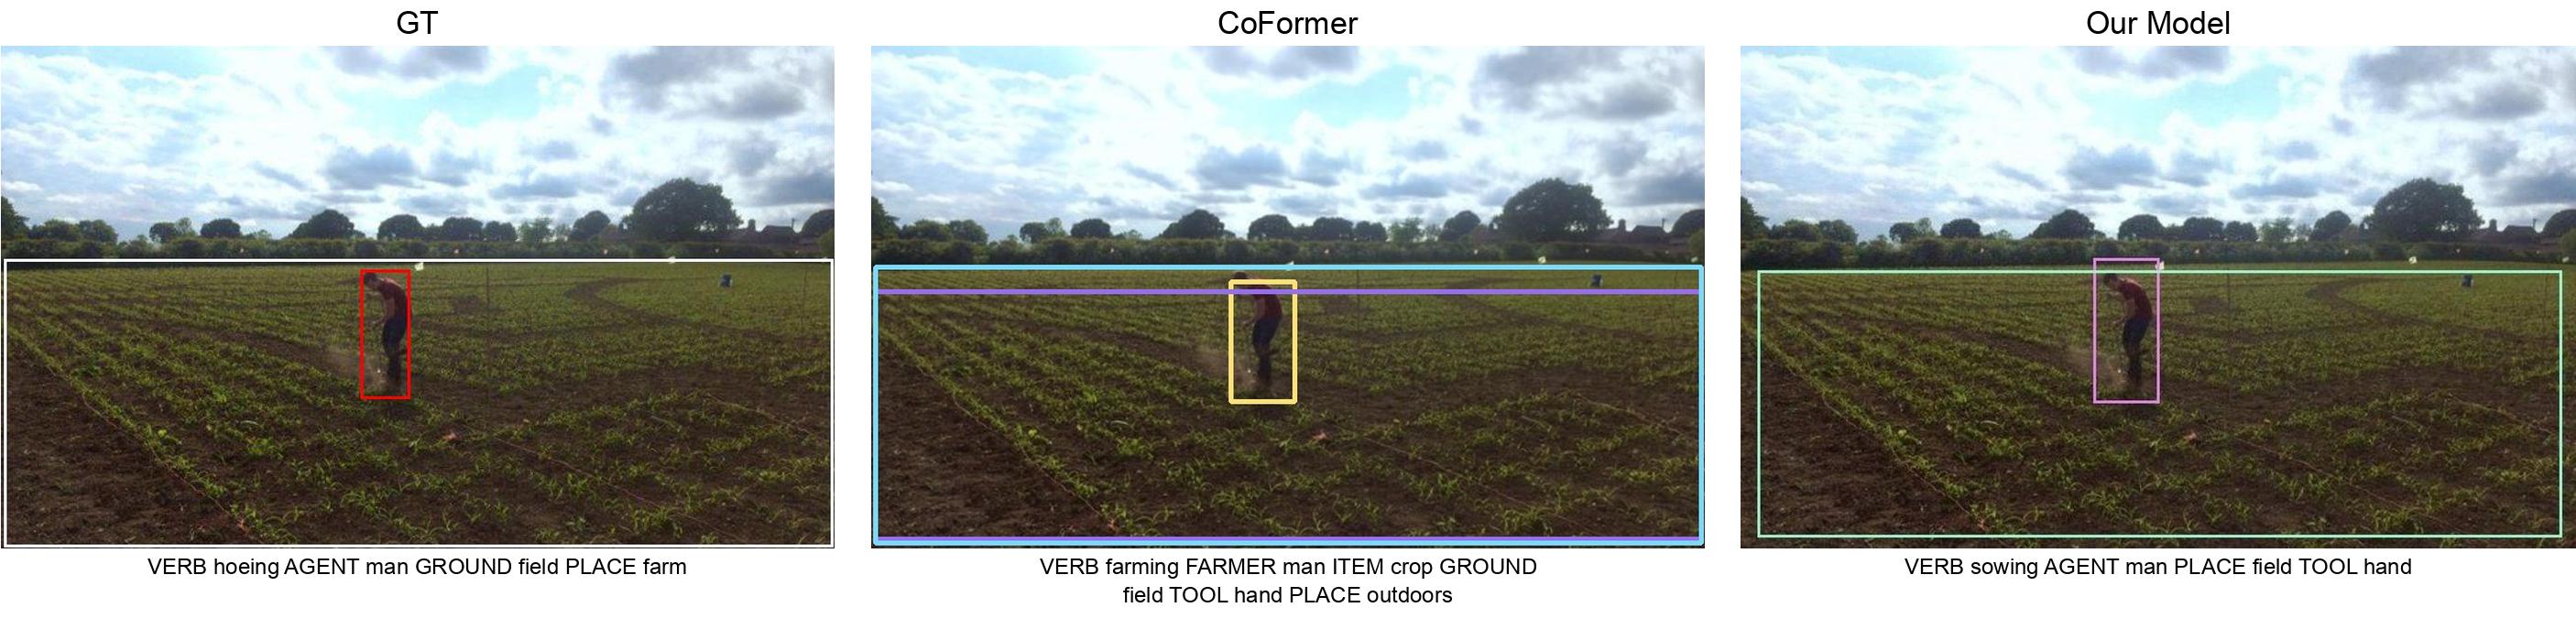 GT
CoFormer
Our Model
VERB hoeing AGENT man GROUND field PLACE farm
VERB farming FARMER man ITEM crop GROUND
field TOOL hand PLACE outdoors
VERB sowing AGENT man PLACE field TOOL hand